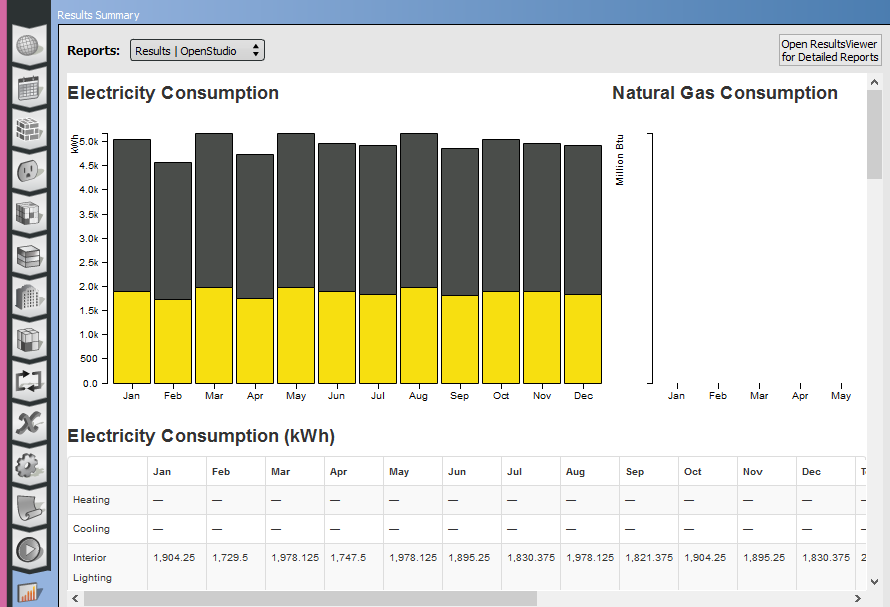 Results Summary
Reports: Results | OpenStudio
Open ResultsViewer
for Detailed Reports
Electricity Consumption
Natural Gas Consumption
kWh
5.0k
4.5k
4.0k
3.5k
3.0k
2.5k
2.0k
1.5k
1.0k
500
0.0
Jan Feb Mar Apr May Jun Jul Aug Sep Oct Nov Dec
Million Btu
Jan Feb Mar Apr May
Electricity Consumption (kWh)
Jan Feb Mar Apr May Jun Jul Aug Sep Oct Nov Dec
Heating — — — — — — — — — — — —
Cooling — — — — — — — — — — — —
Interior 1,904.25 1,729.5 1,978.125 1,747.5 1,978.125 1,895.25 1,830.375 1,978.125 1,821.375 1,904.25 1,895.25 1,830.375 2
Lighting